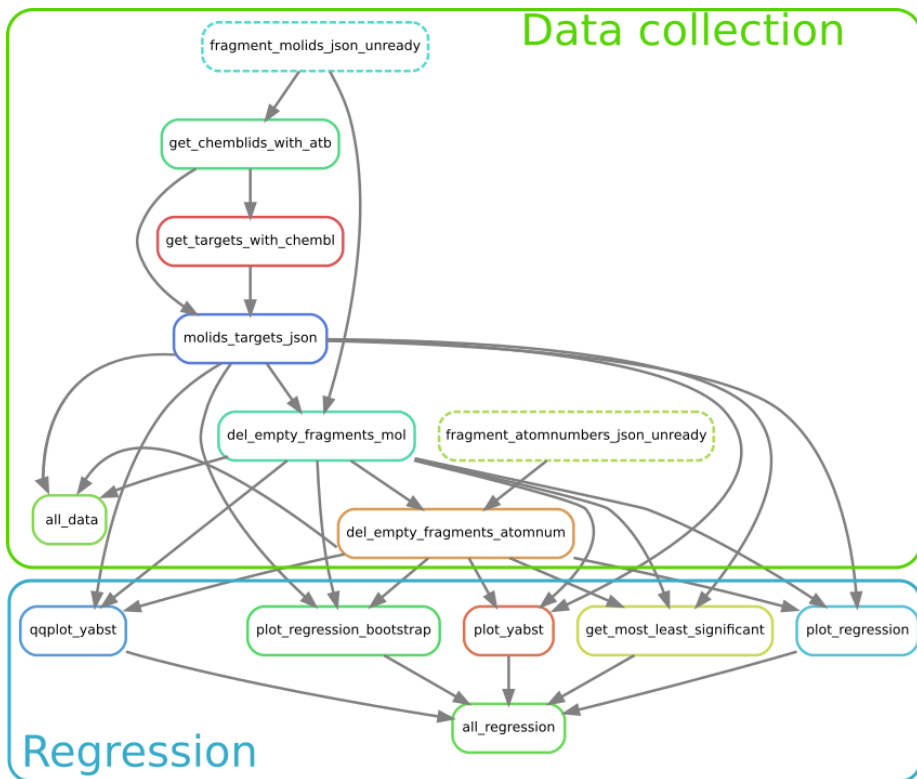 Data collection
fragment_molids_json_unready
get_chemblids_with_atb
get_targets_with_chembl
molids_targets_json
del_empty_fragments_mol
fragment_atomnumbers_json_unready
all_data
del_empty_fragments_atomnum
qqplot_yabst
plot_regression_bootstrap
plot_yabst
get_most_least_significant
plot_regression
all_regression
Regression